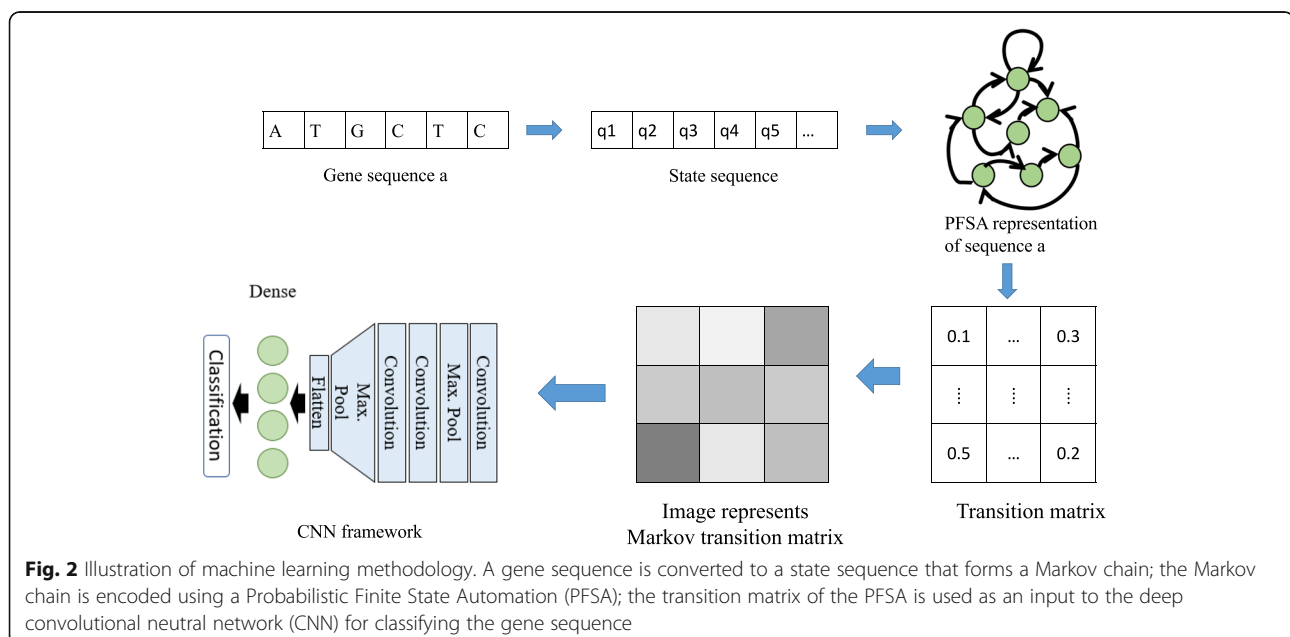 A T G C T C
Gene sequence a
q1 q2 q3 q4 q5 ...
State sequence
PFSA representation
of sequence a
Dense
Classification
Flatten
Max.
Pool
Convolution
Convolution
Max. Pool
Convolution
CNN framework
Image represents
Markov transition matrix
0.1 ... 0.3
⋮ ⋮ ⋮
0.5 ... 0.2
Transition matrix
Fig. 2 Illustration of machine learning methodology. A gene sequence is converted to a state sequence that forms a Markov chain; the Markov
chain is encoded using a Probabilistic Finite State Automation (PFSA); the transition matrix of the PFSA is used as an input to the deep
convolutional neutral network (CNN) for classifying the gene sequence